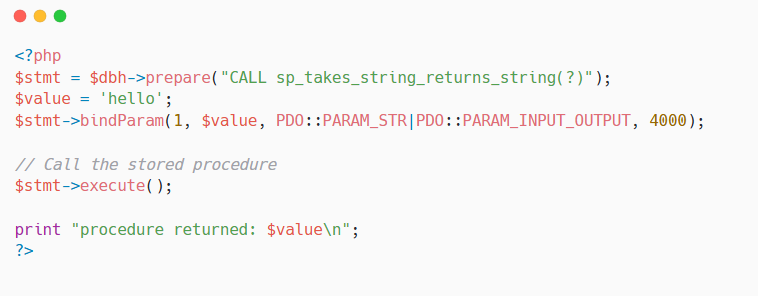 <?php
$stmt = $dbh->prepare("CALL sp_takes_string_returns_string(?)");
$value = 'hello';
$stmt->bindParam(1, $value, PDO::PARAM_STR|PDO::PARAM_INPUT_OUTPUT, 4000);
// Call the stored procedure
$stmt->execute();
print "procedure returned: $value\n";
?>